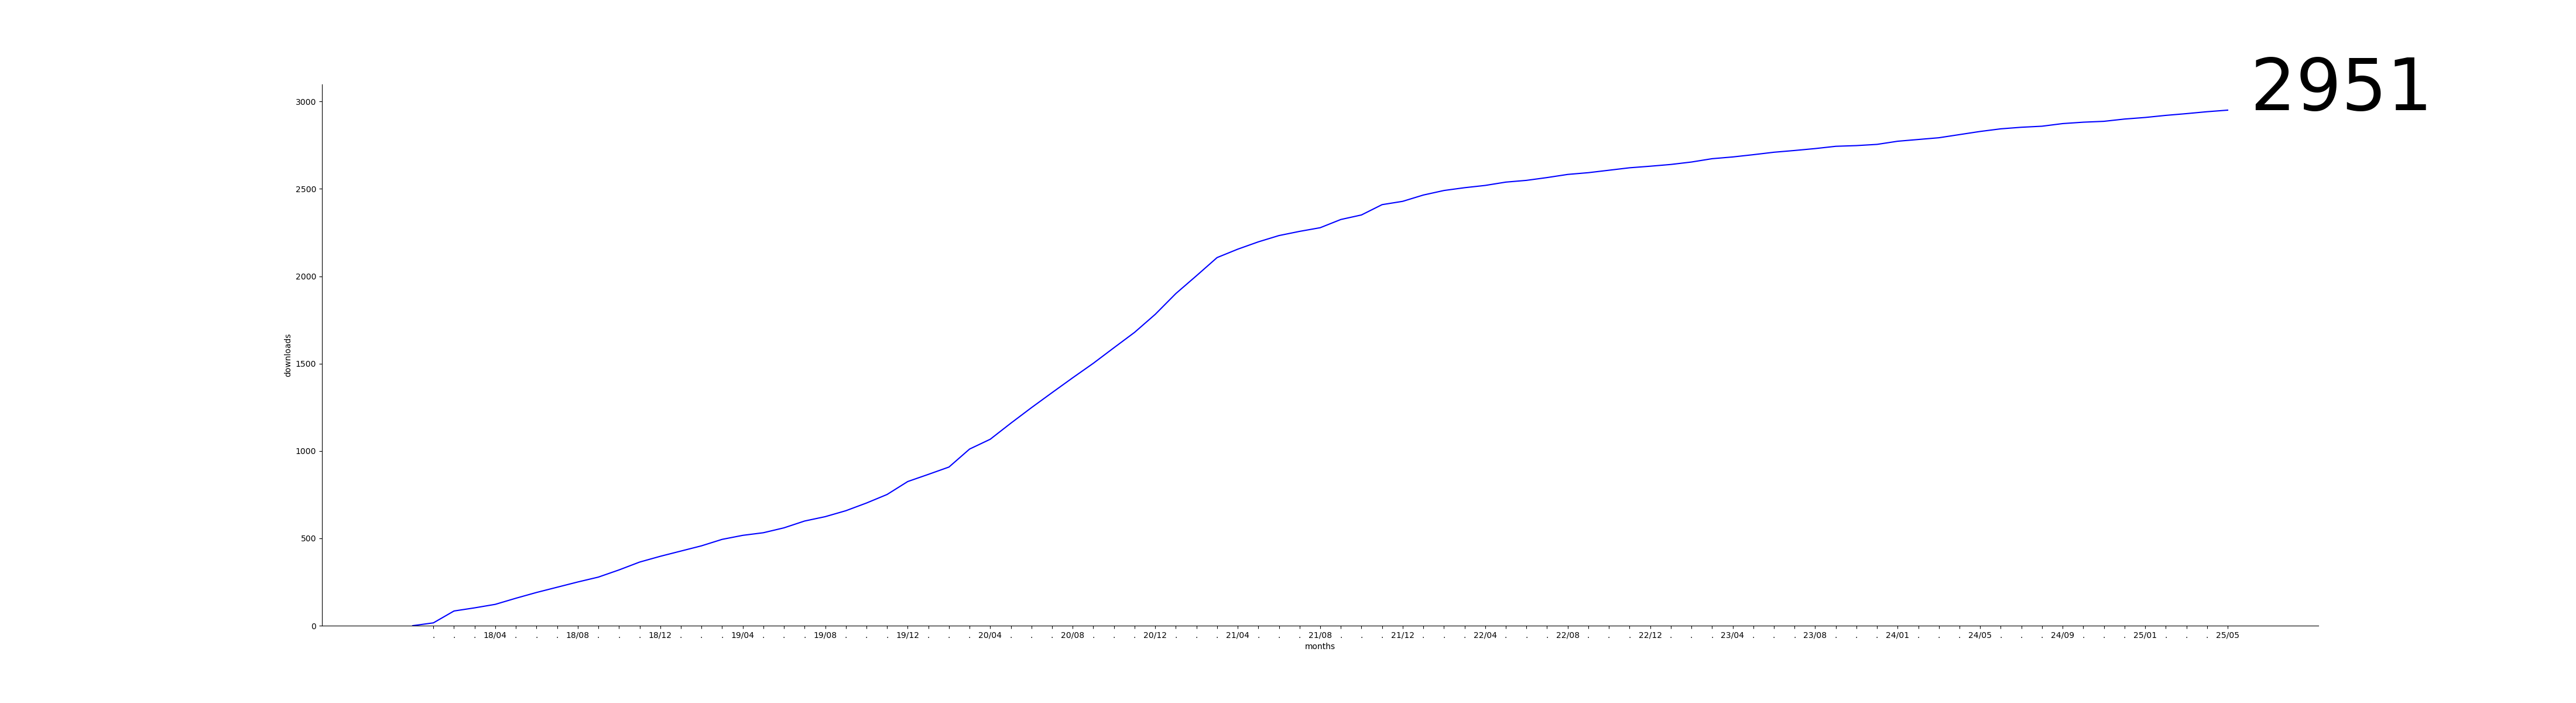 2951
3000
2500
2000
1500
1000
500
0
downloads
. . . 18/04 . . . 18/08 . . . 18/12 . . . 19/04 . . . 19/08 . . . 19/12 . . . 20/04 . . . 20/08 . . . 20/12 . . . 21/04 . . . 21/08 . . . 21/12 . . . 22/04 . . . 22/08 . . . 22/12 . . . 23/04 . . . 23/08 . . . 24/01 . . . 24/05 . . . 24/09 . . . 25/01 . . . 25/05
months